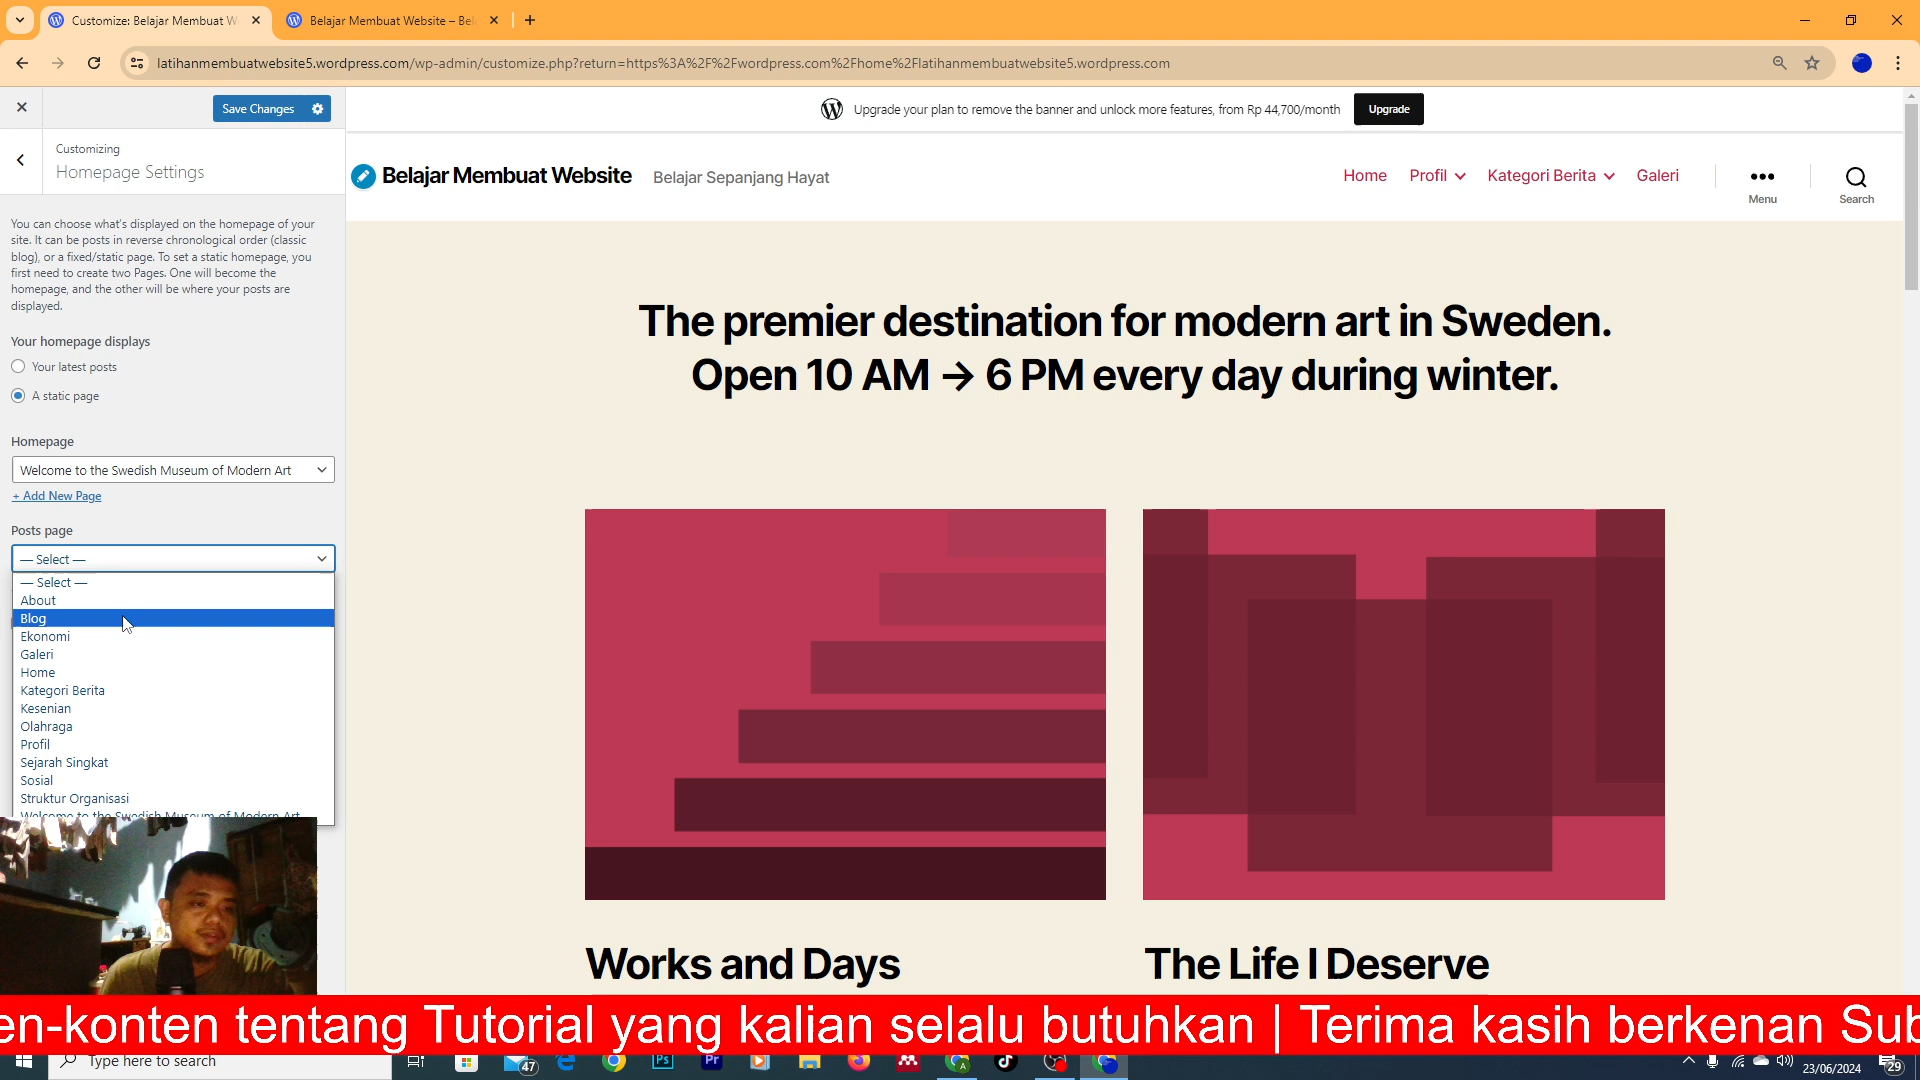 Customize: Belajar Membuat W
Belajar Membuat Website – Bel
latihanmembuatwebsite5.wordpress.com/wp-admin/customize.php?return=https%3A%2F%2Fwordpress.com%2Fhome%2Flatihanmembuatwebsite5.wordpress.com
Save Changes
Upgrade your plan to remove the banner and unlock more features, from Rp 44,700/month
Upgrade
Customizing
Homepage Settings
Belajar Membuat Website
Belajar Sepanjang Hayat
Home
Profil
Kategori Berita
Galeri
Menu
Search
You can choose what's displayed on the homepage of your
site. It can be posts in reverse chronological order (classic
blog), or a fixed/static page. To set a static homepage, you
first need to create two Pages. One will become the
homepage, and the other will be where your posts are
displayed.
Your homepage displays
Your latest posts
A static page
Homepage
Welcome to the Swedish Museum of Modern Art
+ Add New Page
Posts page
— Select —
— Select —
About
Blog
Ekonomi
Galeri
Home
Kategori Berita
Kesenian
Olahraga
Profil
Sejarah Singkat
Sosial
Struktur Organisasi
Welcome to the Swedish Museum of Modern Art
The premier destination for modern art in Sweden.
Open 10 AM → 6 PM every day during winter.
Works and Days
The Life I Deserve
en-konten tentang Tutorial yang kalian selalu butuhkan | Terima kasih berkenan Sub
Type here to search
47
Ps
Pr
A
23/06/2024
29